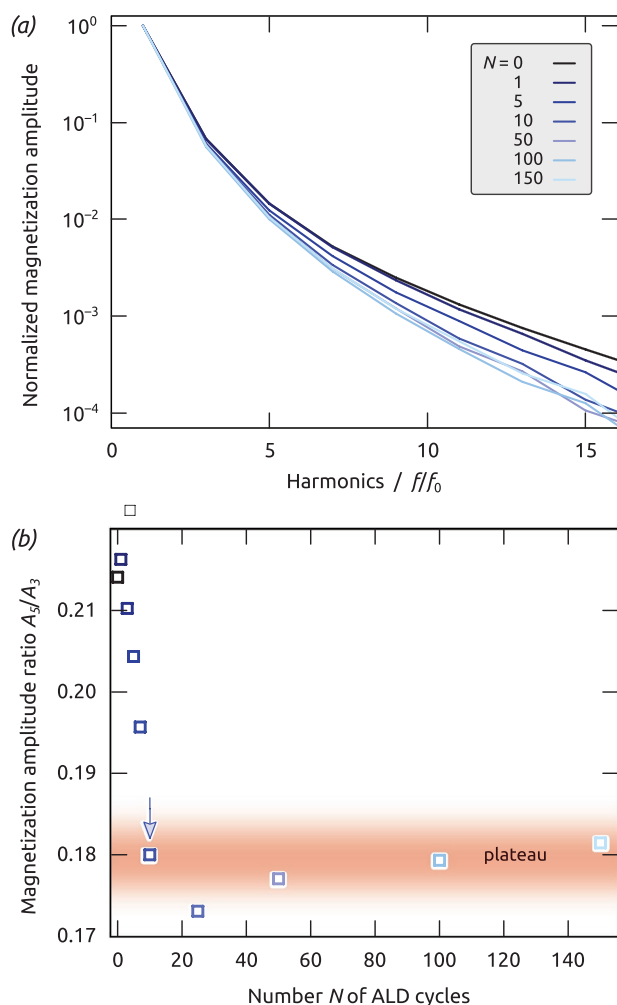 (a)
Normalized magnetization amplitude
10⁰
10⁻¹
10⁻²
10⁻³
10⁻⁴
N = 0
1
5
10
50
100
150
0 5 10 15
Harmonics / f/f₀
(b)
Magnetization amplitude ratio A₅/A₃
0.21
0.20
0.19
0.18
0.17
plateau
0 20 40 60 80 100 120 140
Number N of ALD cycles